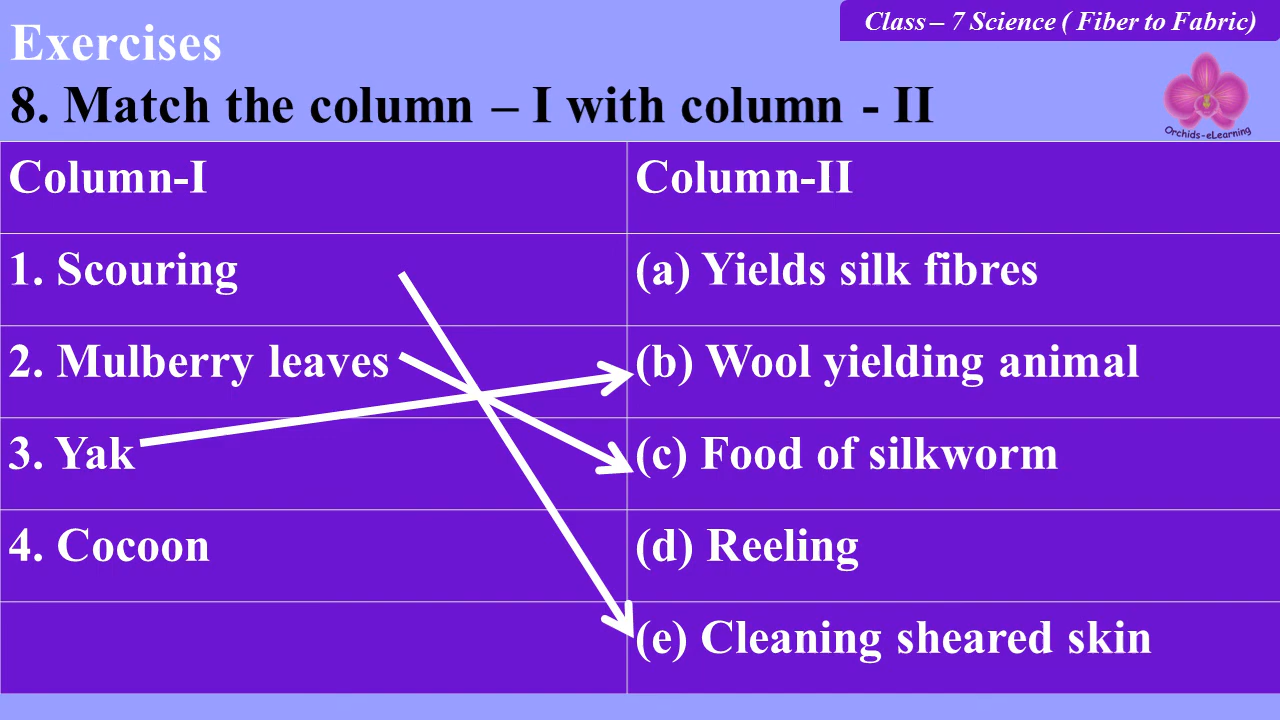 Class – 7 Science ( Fiber to Fabric)
Exercises
8. Match the column – I with column - II
Orchids-eLearning
Column-I Column-II
1. Scouring (a) Yields silk fibres
2. Mulberry leaves (b) Wool yielding animal
3. Yak (c) Food of silkworm
4. Cocoon (d) Reeling
(e) Cleaning sheared skin